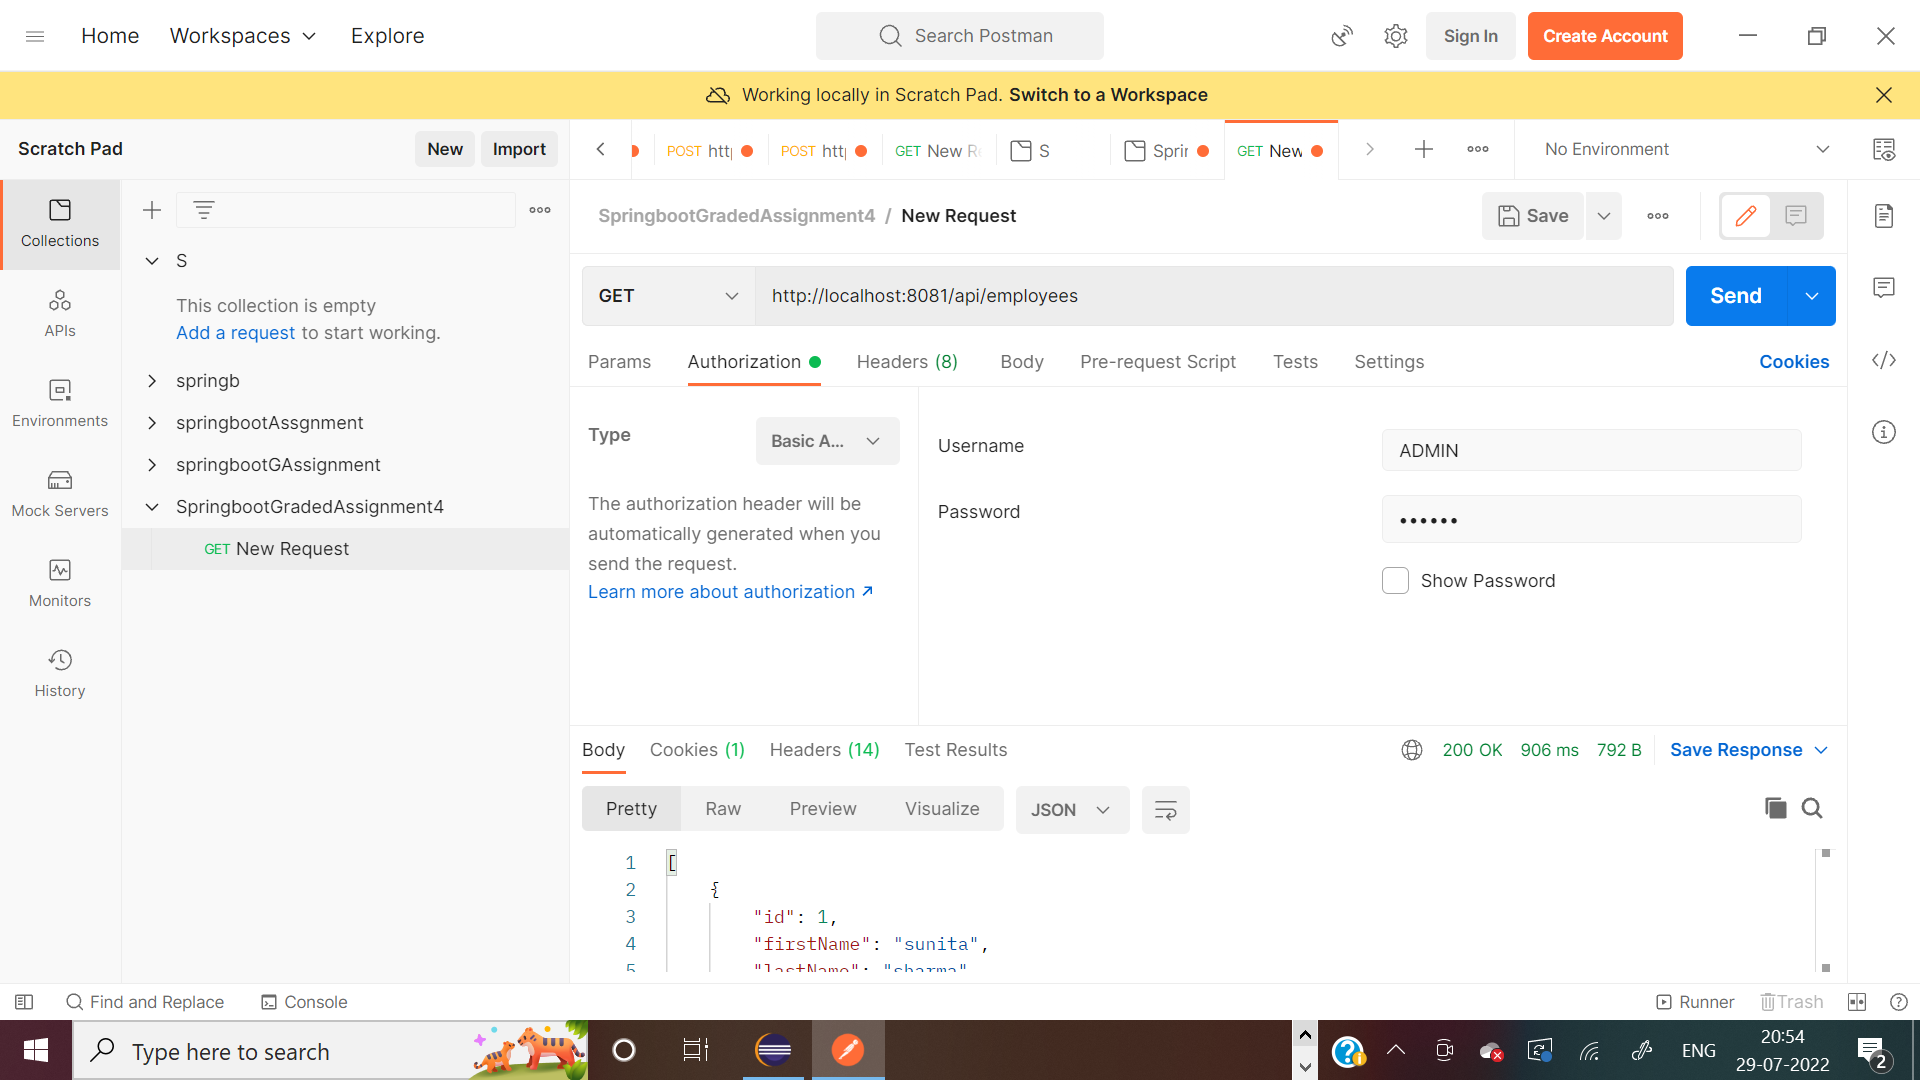 Home Workspaces Explore
Search Postman
Sign In
Create Account
Working locally in Scratch Pad. Switch to a Workspace
Scratch Pad New Import
POST htt
POST htt
GET New R
S
Sprin
GET New
No Environment
Collections
APIs
Environments
Mock Servers
Monitors
History
S
This collection is empty
Add a request to start working.
springb
springbootAssgnment
springbootGAssignment
SpringbootGradedAssignment4
GET New Request
SpringbootGradedAssignment4 / New Request
Save
GET http://localhost:8081/api/employees Send
Params Authorization Headers (8) Body Pre-request Script Tests Settings Cookies
Type Basic A...
The authorization header will be
automatically generated when you
send the request.
Learn more about authorization ↗
Username ADMIN
Password ••••••
Show Password
Body Cookies (1) Headers (14) Test Results 200 OK 906 ms 792 B Save Response
Pretty Raw Preview Visualize JSON
1 [
2 {
3 "id": 1,
4 "firstName": "sunita",
5 "lastName": "sharma"
Find and Replace Console Runner Trash
Type here to search
ENG
20:54
29-07-2022
2